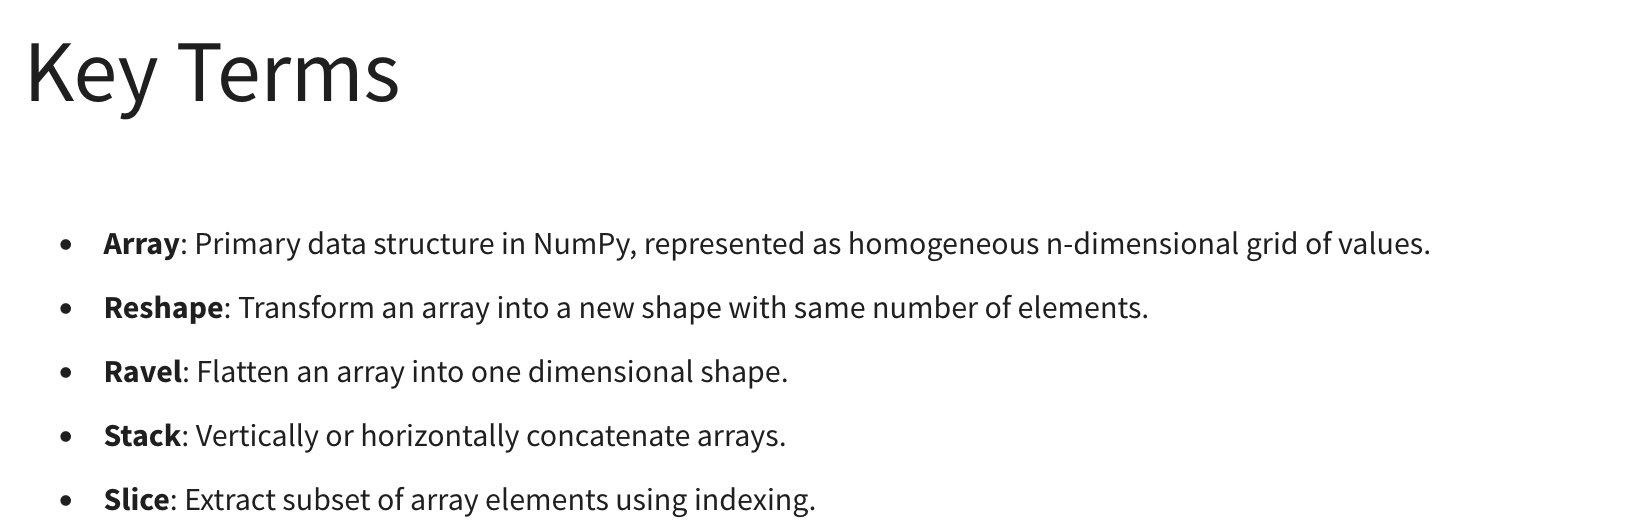 Key Terms
• Array: Primary data structure in NumPy, represented as homogeneous n-dimensional grid of values.
• Reshape: Transform an array into a new shape with same number of elements.
• Ravel: Flatten an array into one dimensional shape.
• Stack: Vertically or horizontally concatenate arrays.
• Slice: Extract subset of array elements using indexing.